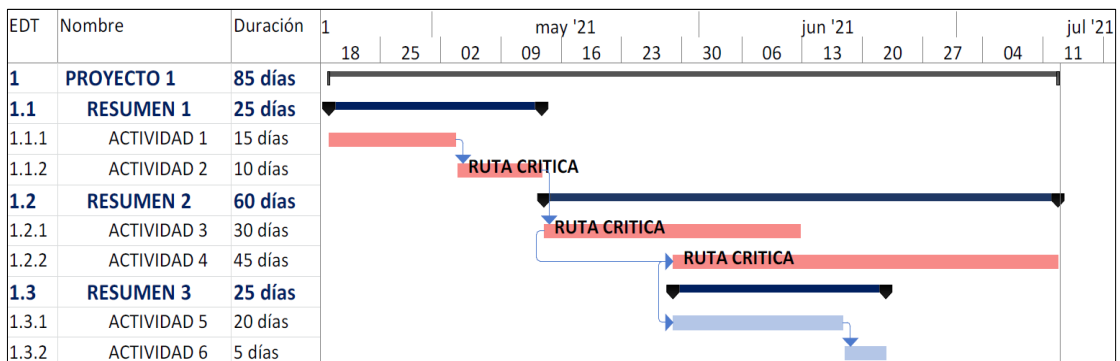 EDT Nombre Duración 1 may '21 jun '21 jul '21
18 25 02 09 16 23 30 06 13 20 27 04 11
1 PROYECTO 1 85 días
1.1 RESUMEN 1 25 días
1.1.1 ACTIVIDAD 1 15 días
1.1.2 ACTIVIDAD 2 10 días RUTA CRITICA
1.2 RESUMEN 2 60 días
1.2.1 ACTIVIDAD 3 30 días RUTA CRITICA
1.2.2 ACTIVIDAD 4 45 días RUTA CRITICA
1.3 RESUMEN 3 25 días
1.3.1 ACTIVIDAD 5 20 días
1.3.2 ACTIVIDAD 6 5 días